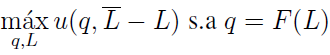 máx u(q, L̅ − L) s.a q = F(L)
q,L